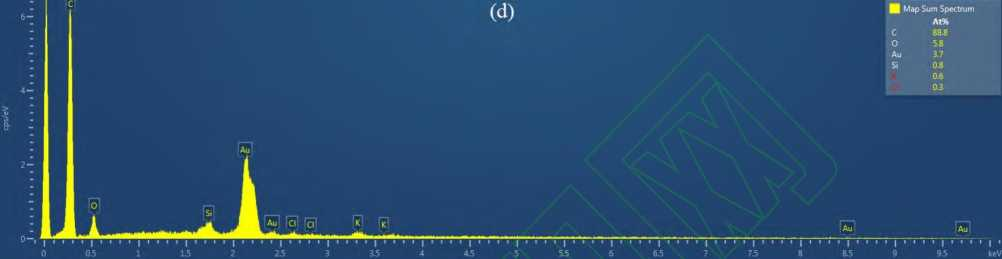 (d)
Map Sum Spectrum
At%
C 88.8
O 5.8
Au 3.7
Si 0.8
K 0.6
Cl 0.3
cps/eV
6
4
2
0
C
O
Si
Au
Au
Cl
Cl
K
K
Au
Au
0 0.5 1 1.5 2 2.5 3 3.5 4 4.5 5 5.5 6 6.5 7 7.5 8 8.5 9 9.5 keV